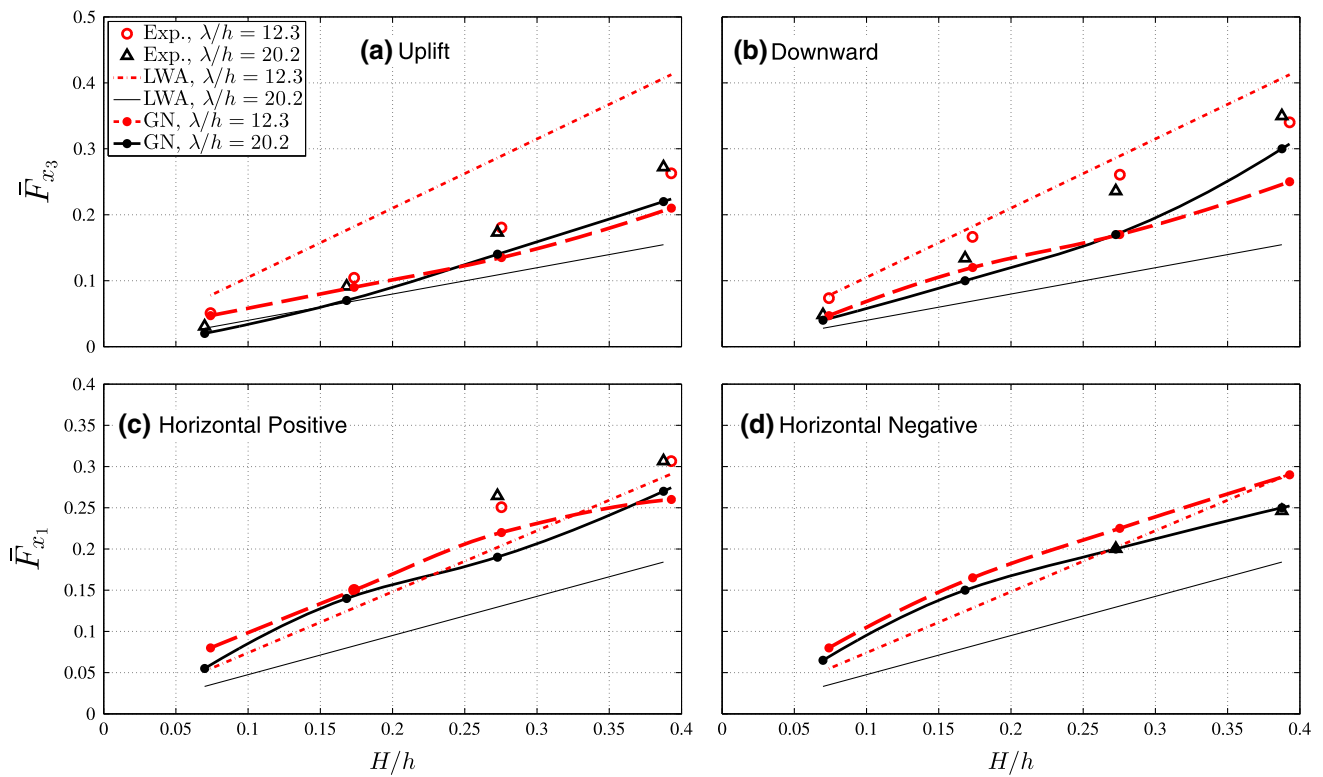 Exp., λ/h = 12.3
Exp., λ/h = 20.2
LWA, λ/h = 12.3
LWA, λ/h = 20.2
GN, λ/h = 12.3
GN, λ/h = 20.2
(a) Uplift
(b) Downward
0.5
0.4
0.3
0.2
0.1
0
F̿x₃
(c) Horizontal Positive
(d) Horizontal Negative
0.4
0.35
0.3
0.25
0.2
0.15
0.1
0.05
0
F̿x₁
0 0.05 0.1 0.15 0.2 0.25 0.3 0.35 0.4
0 0.05 0.1 0.15 0.2 0.25 0.3 0.35 0.4
H/h
H/h